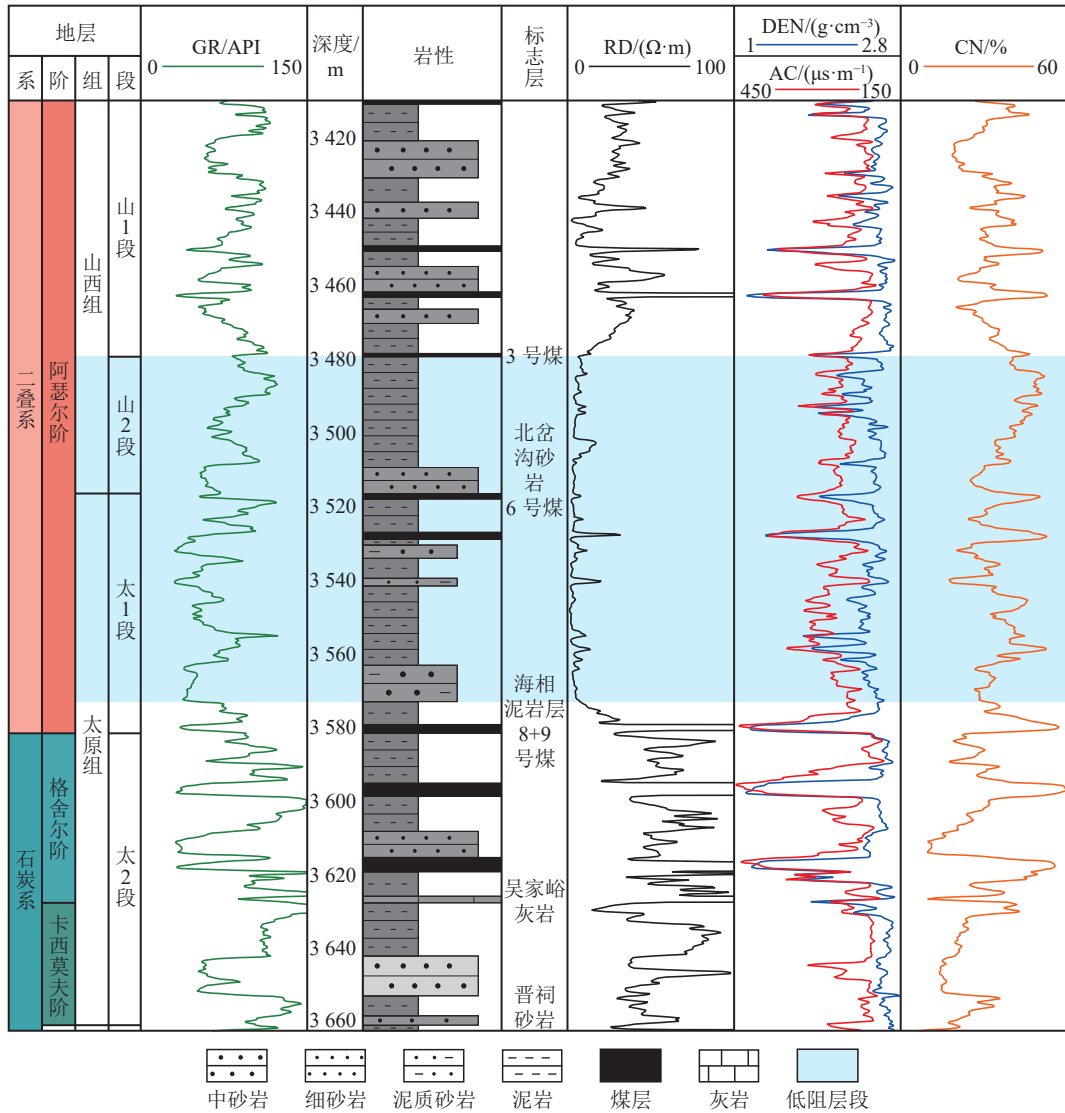 地层
系
阶
组
段
GR/API
0 150
深度/
m
岩性
标
志
层
RD/(Ω·m)
0 100
DEN/(g·cm⁻³)
1 2.8
AC/(μs·m⁻¹)
450 150
CN/%
0 60
二叠系
石炭系
阿瑟尔阶
格舍尔阶
卡西莫夫阶
山西组
太原组
山1段
山2段
太1段
太2段
3 420
3 440
3 460
3 480
3 500
3 520
3 540
3 560
3 580
3 600
3 620
3 640
3 660
3 号煤
北岔
沟砂
岩
6 号煤
海相
泥岩层
8+9
号煤
吴家峪
灰岩
晋祠
砂岩
中砂岩 细砂岩 泥质砂岩 泥岩 煤层 灰岩 低阻层段